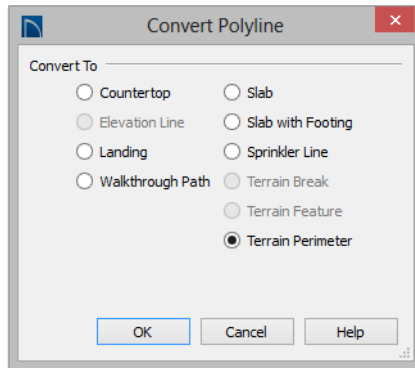 Convert Polyline
Convert To
Countertop
Slab
Elevation Line
Slab with Footing
Landing
Sprinkler Line
Walkthrough Path
Terrain Break
Terrain Feature
Terrain Perimeter
OK
Cancel
Help